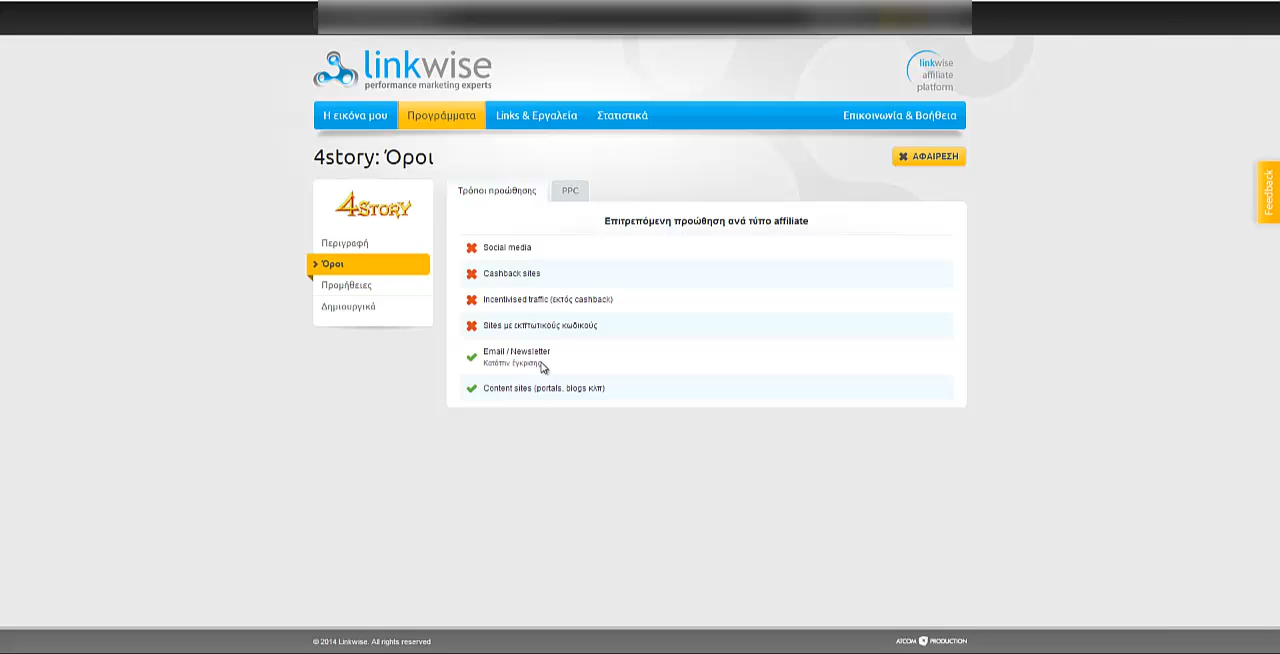 linkwise
performance marketing experts
linkwise
affiliate
platform
Η εικόνα μου Προγράμματα Links & Εργαλεία Στατιστικά Επικοινωνία & Βοήθεια
4story: Όροι
ΑΦΑΙΡΕΣΗ
4STORY
Περιγραφή
Όροι
Προμήθειες
Δημιουργικά
Τρόποι προώθησης PPC
Επιτρεπόμενη προώθηση ανά τύπο affiliate
Social media
Cashback sites
Incentivised traffic (εκτός cashback)
Sites με εκπτωτικούς κωδικούς
Email / Newsletter
Κατόπιν έγκρισης
Content sites (portals, blogs κλπ)
Feedback
© 2014 Linkwise. All rights reserved
ATCOM PRODUCTION